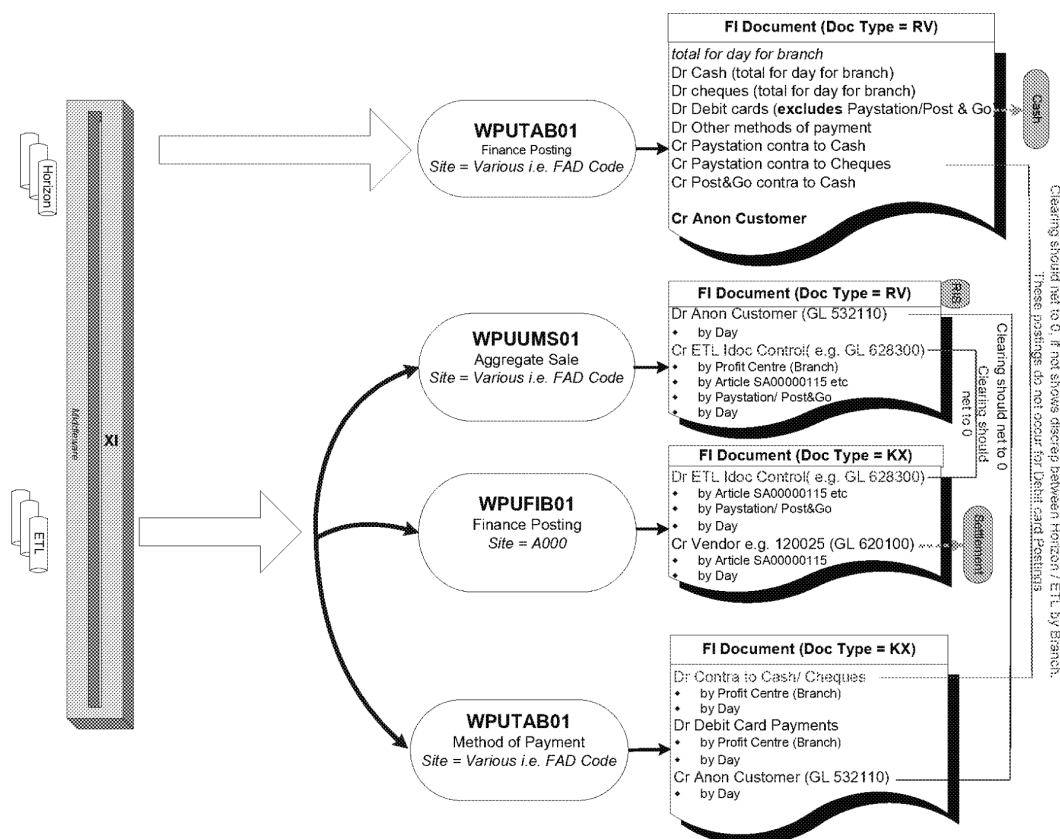 FI Document (Doc Type = RV)
total for day for branch
Dr Cash (total for day for branch)
Dr cheques (total for day for branch)
Dr Debit cards (excludes Paystation/Post & Go
Dr Other methods of payment
Cr Paystation contra to Cash
Cr Paystation contra to Cheques
Cr Post&Go contra to Cash
Cr Anon Customer
Cash
WPUTAB01
Finance Posting
Site = Various i.e. FAD Code
Horizon
Middleware
XI
ETL
WPUUMS01
Aggregate Sale
Site = Various i.e. FAD Code
FI Document (Doc Type = RV)
RIS
Dr Anon Customer (GL 532110)
by Day
Cr ETL Idoc Control( e.g. GL 628300)
by Profit Centre (Branch)
by Article SA00000115 etc
by Paystation/ Post&Go
by Day
WPUFIB01
Finance Posting
Site = A000
FI Document (Doc Type = KX)
Dr ETL Idoc Control( e.g. GL 628300)
by Article SA00000115 etc
by Paystation/ Post&Go
by Day
Cr Vendor e.g. 120025 (GL 620100)
by Article SA00000115
by Day
Settlement
WPUTAB01
Method of Payment
Site = Various i.e. FAD Code
FI Document (Doc Type = KX)
Dr Contra to Cash/ Cheques
by Profit Centre (Branch)
by Day
Dr Debit Card Payments
by Profit Centre (Branch)
by Day
Cr Anon Customer (GL 532110)
by Day
Clearing should
net to 0
Clearing should net to 0
Clearing should net to 0, if not shows discrep between Horizon / ETL by Branch.
These postings do not occur for Debit card Postings